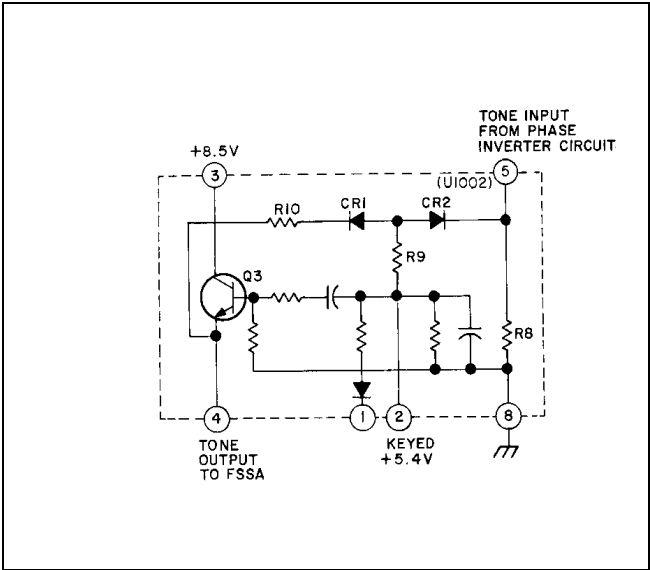 TONE INPUT
FROM PHASE
INVERTER CIRCUIT
+8.5V
3
5
(U1002)
R10
CR1
CR2
R9
Q3
R8
4
1
2
8
TONE
OUTPUT
TO FSSA
KEYED
+5.4V